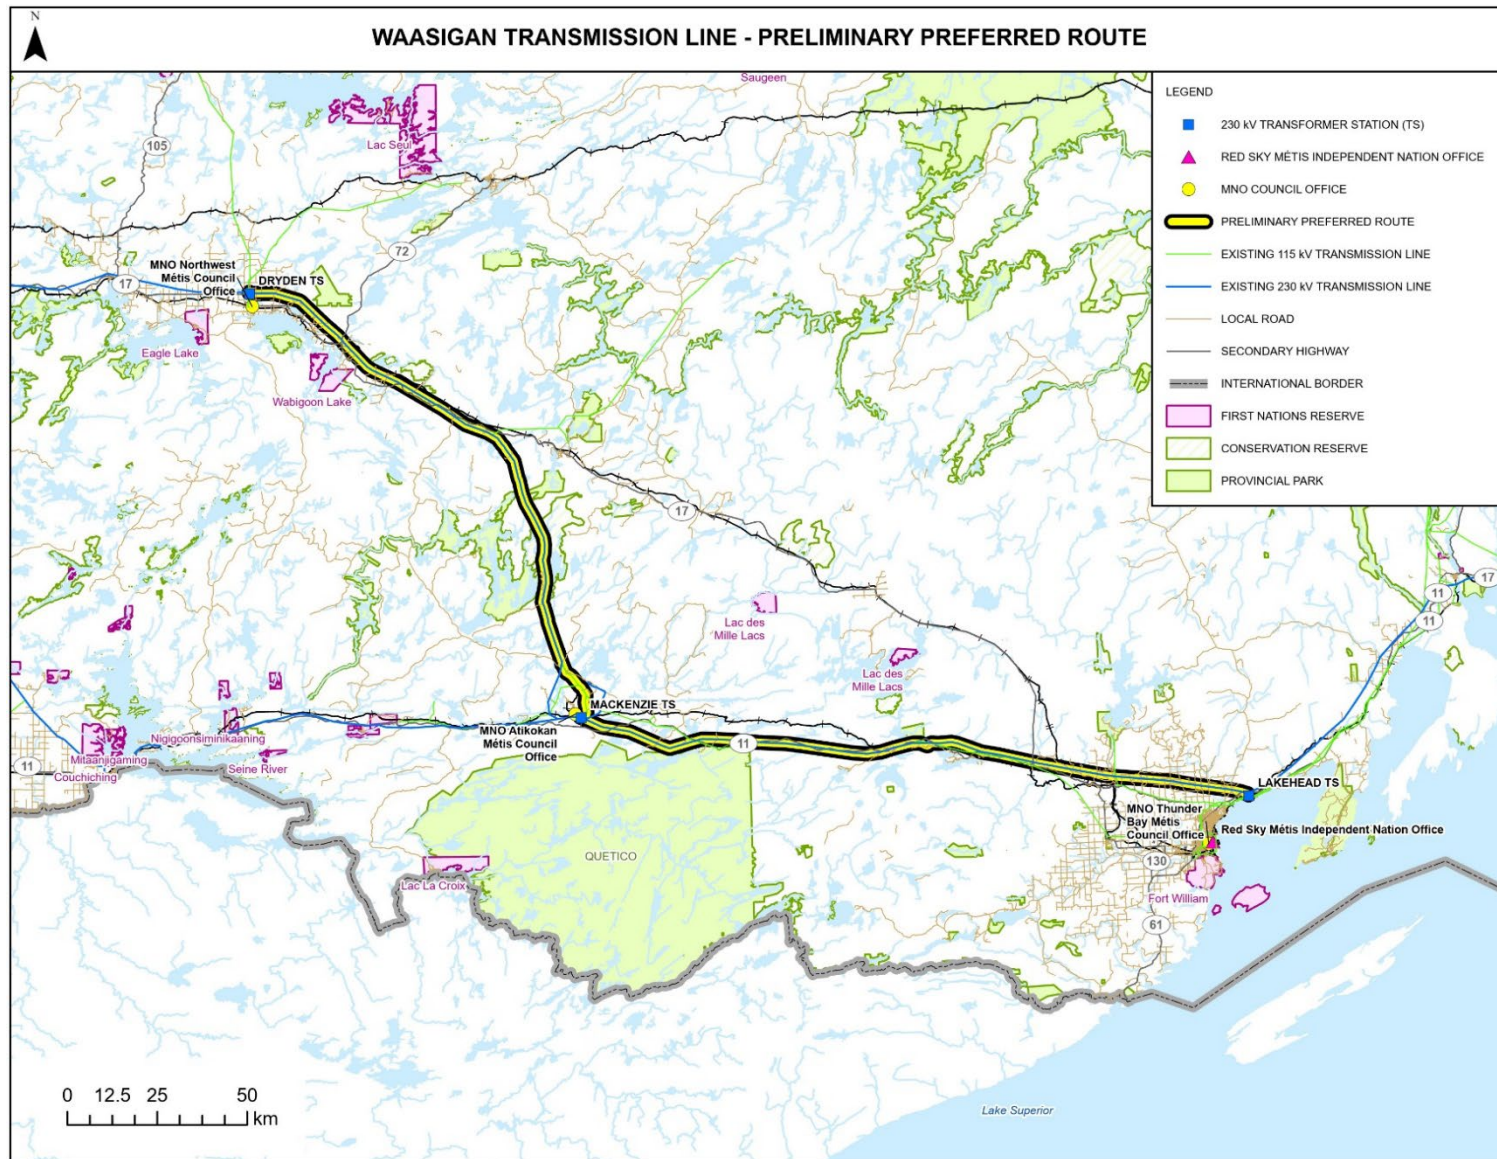 N
WAASIGAN TRANSMISSION LINE - PRELIMINARY PREFERRED ROUTE
LEGEND
230 kV TRANSFORMER STATION (TS)
RED SKY MÉTIS INDEPENDENT NATION OFFICE
MNO COUNCIL OFFICE
PRELIMINARY PREFERRED ROUTE
EXISTING 115 kV TRANSMISSION LINE
EXISTING 230 kV TRANSMISSION LINE
LOCAL ROAD
SECONDARY HIGHWAY
INTERNATIONAL BORDER
FIRST NATIONS RESERVE
CONSERVATION RESERVE
PROVINCIAL PARK
Saugeen
105
Lac Seul
72
MNO Northwest
Métis Council
Office
DRYDEN TS
17
Eagle Lake
Wabigoon Lake
17
Lac des
Mille Lacs
Lac des
Mille Lacs
17
11
11
MACKENZIE TS
MNO Atikokan
Métis Council
Office
11
Nigigoonsiminikaaning
Mitaanjigaming
Couchiching
Seine River
11
LAKEHEAD TS
MNO Thunder
Bay Métis
Council Office
Red Sky Métis Independent Nation Office
130
QUETICO
Lac La Croix
Fort William
61
0 12.5 25 50
km
Lake Superior